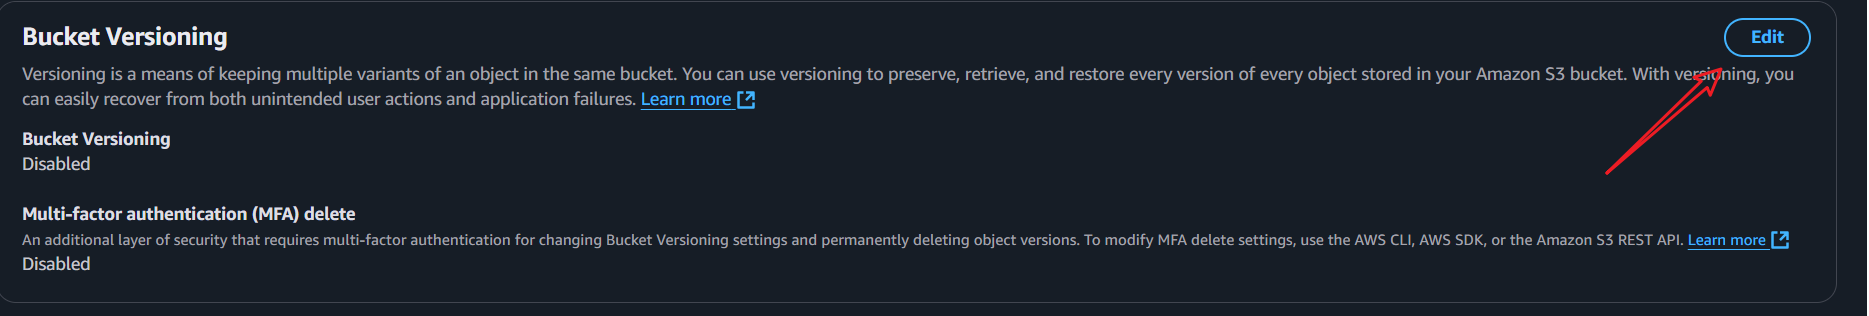 Bucket Versioning
Edit
Versioning is a means of keeping multiple variants of an object in the same bucket. You can use versioning to preserve, retrieve, and restore every version of every object stored in your Amazon S3 bucket. With versioning, you
can easily recover from both unintended user actions and application failures. Learn more
Bucket Versioning
Disabled
Multi-factor authentication (MFA) delete
An additional layer of security that requires multi-factor authentication for changing Bucket Versioning settings and permanently deleting object versions. To modify MFA delete settings, use the AWS CLI, AWS SDK, or the Amazon S3 REST API. Learn more
Disabled